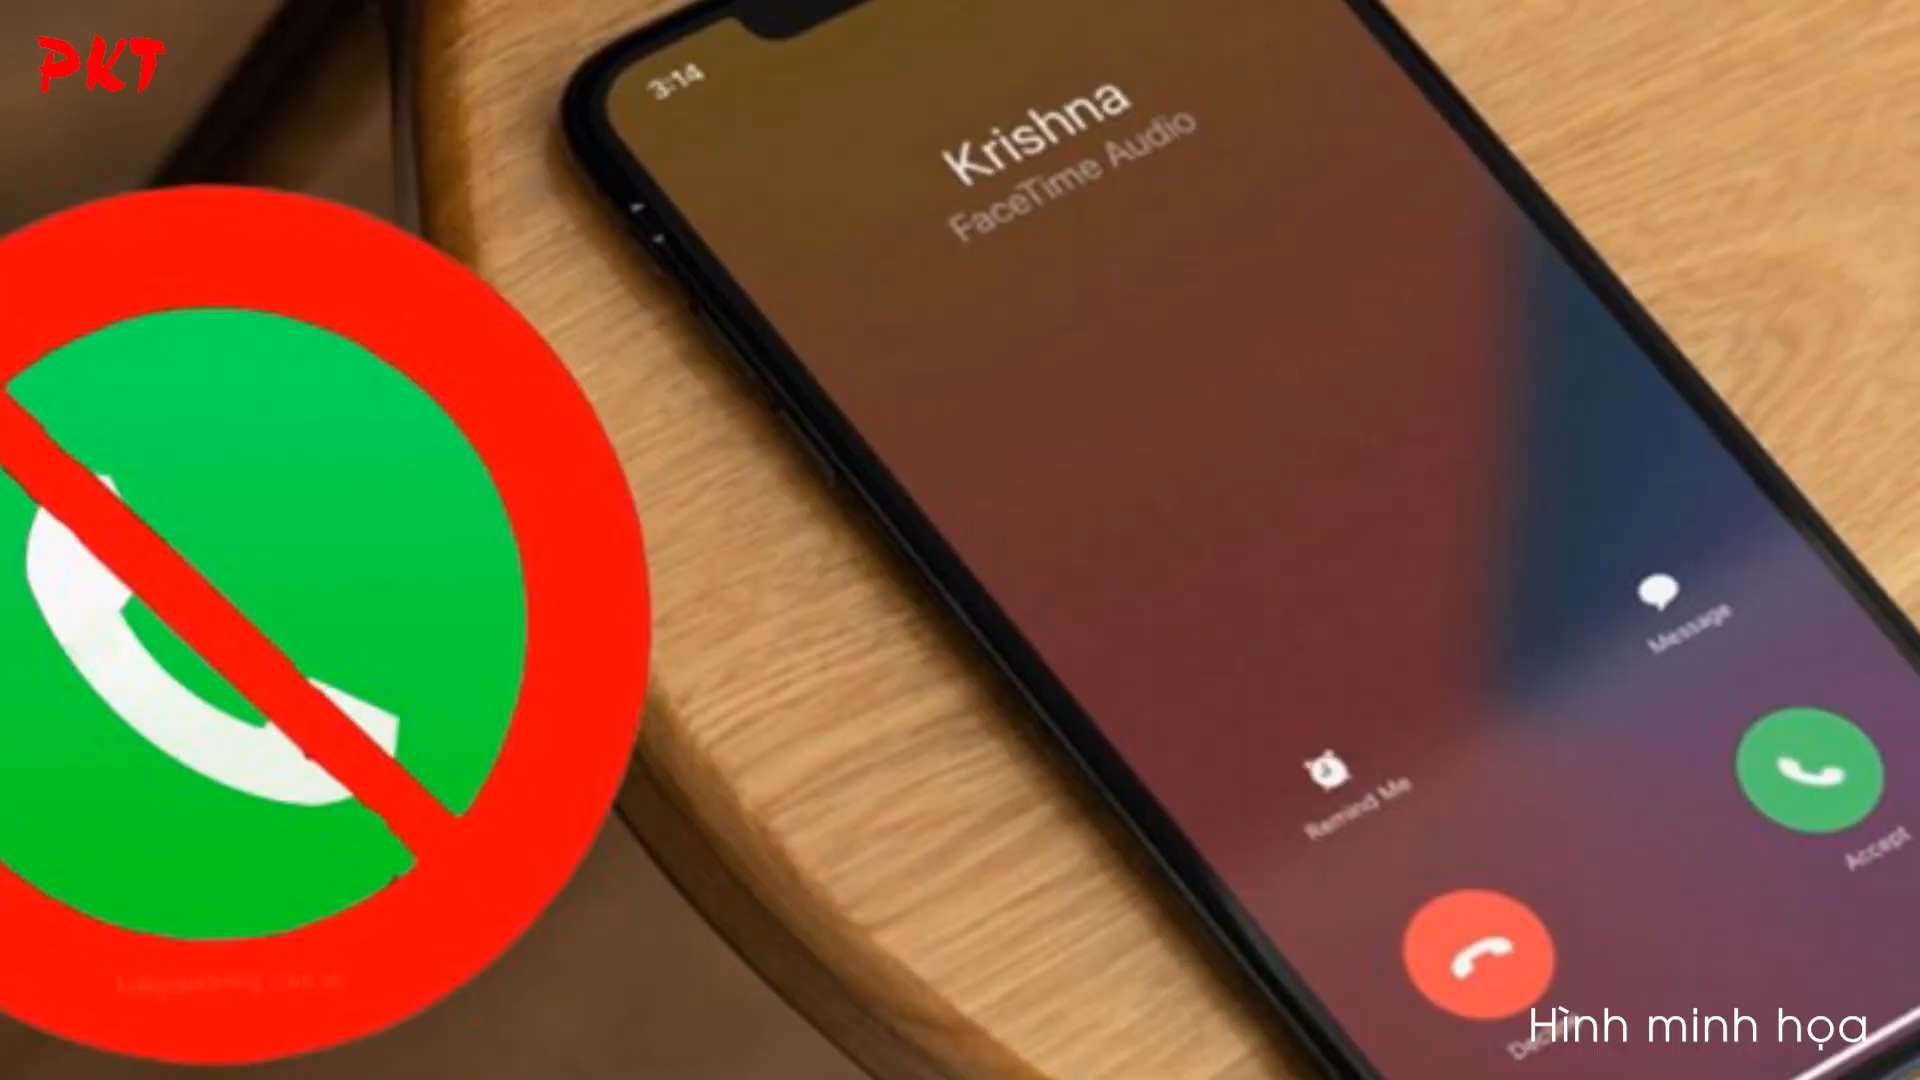 PKT
3:14
Krishna
FaceTime Audio
Message
Remind Me
Accept
Hình minh họa